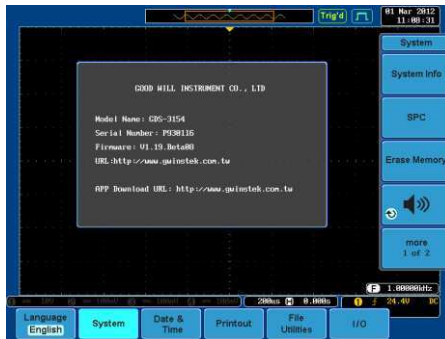 Trig'd
01 Mar 2012
11:08:31
System
System Info
GOOD WILL INSTRUMENT CO., LTD
Model Name: GDS-3154
Serial Number: P930116
Firmware: V1.19.Beta08
URL:http://www.gwinstek.com.tw
APP Download URL: http://www.gwinstek.com.tw
SPC
Erase Memory
more
1 of 2
F 1.00000kHz
200us H 0.000s
24.4V DC
Language
English
System
Date &
Time
Printout
File
Utilities
I/O